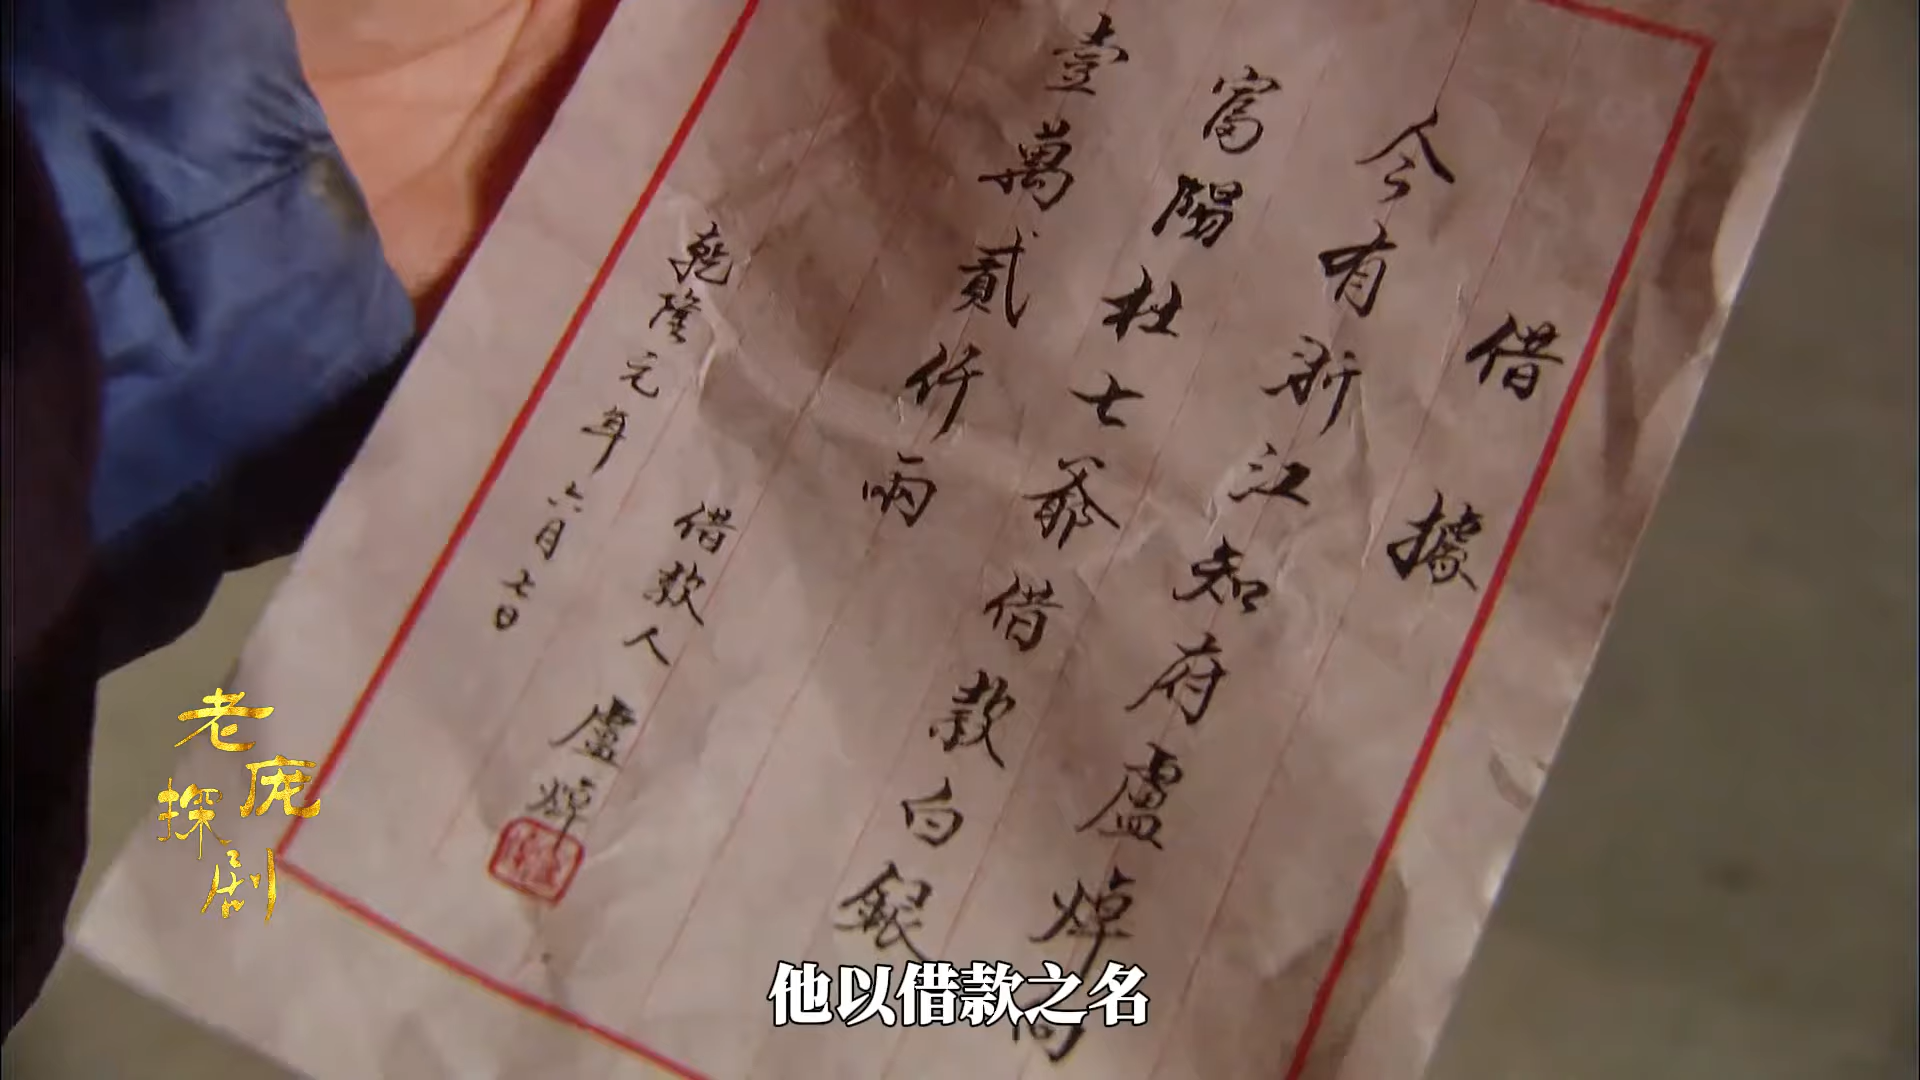 借據
今有浙江知府盧焯向
富陽杜七爺借款白銀
壹萬貳仟兩
借款人 盧焯
乾隆元年六月七日
老庞探剧
他以借款之名